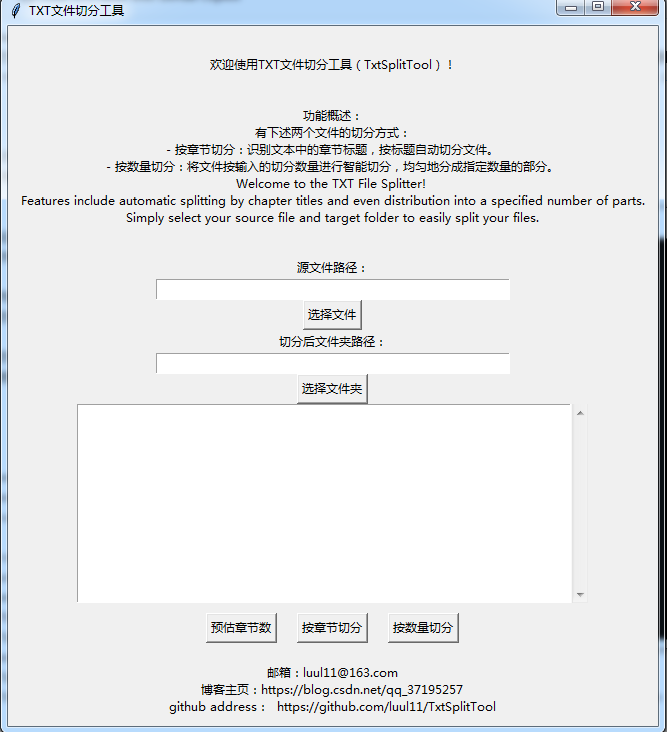 TXT文件切分工具
欢迎使用TXT文件切分工具（TxtSplitTool）！
功能概述：
有下述两个文件的切分方式：
- 按章节切分：识别文本中的章节标题，按标题自动切分文件。
- 按数量切分：将文件按输入的切分数量进行智能切分，均匀地分成指定数量的部分。
Welcome to the TXT File Splitter!
Features include automatic splitting by chapter titles and even distribution into a specified number of parts.
Simply select your source file and target folder to easily split your files.
源文件路径：
选择文件
切分后文件夹路径：
选择文件夹
预估章节数 按章节切分 按数量切分
邮箱：luul11@163.com
博客主页：https://blog.csdn.net/qq_37195257
github address： https://github.com/luul11/TxtSplitTool